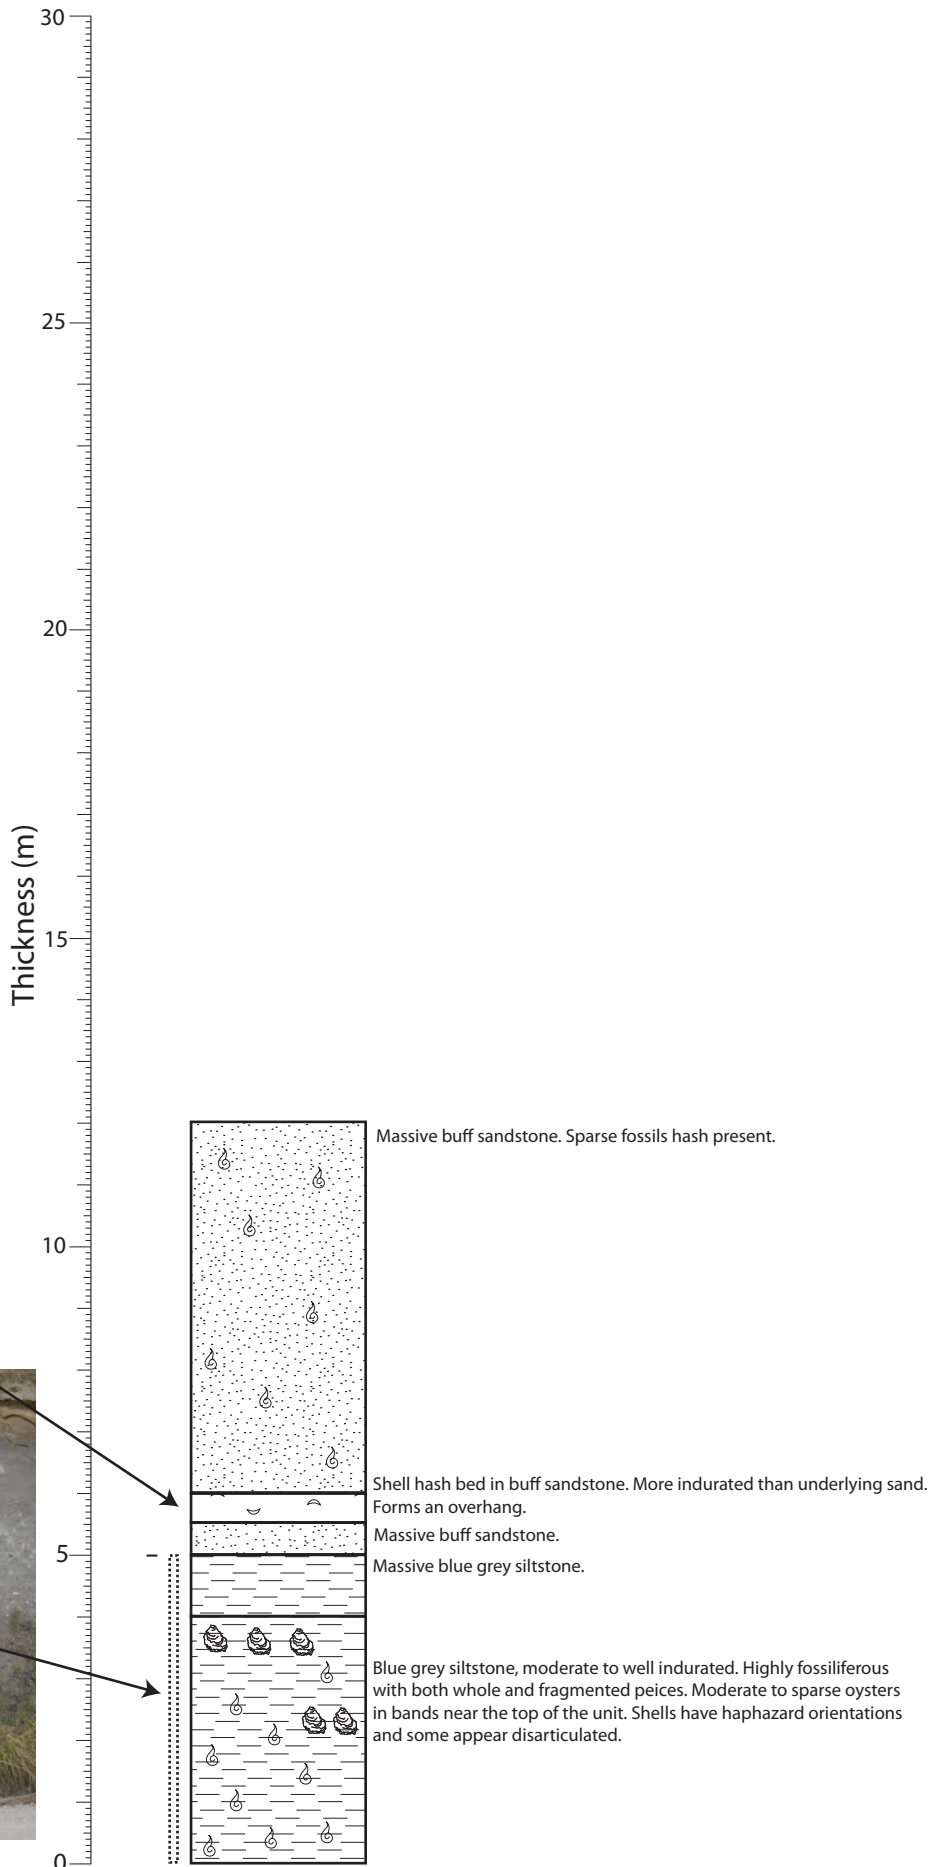 30
25
20
Thickness (m)
15
Massive buff sandstone. Sparse fossils hash present.
10
Shell hash bed in buff sandstone. More indurated than underlying sand.
Forms an overhang.
Massive buff sandstone.
5
Massive blue grey siltstone.
Blue grey siltstone, moderate to well indurated. Highly fossiliferous
with both whole and fragmented peices. Moderate to sparse oysters
in bands near the top of the unit. Shells have haphazard orientations
and some appear disarticulated.
0